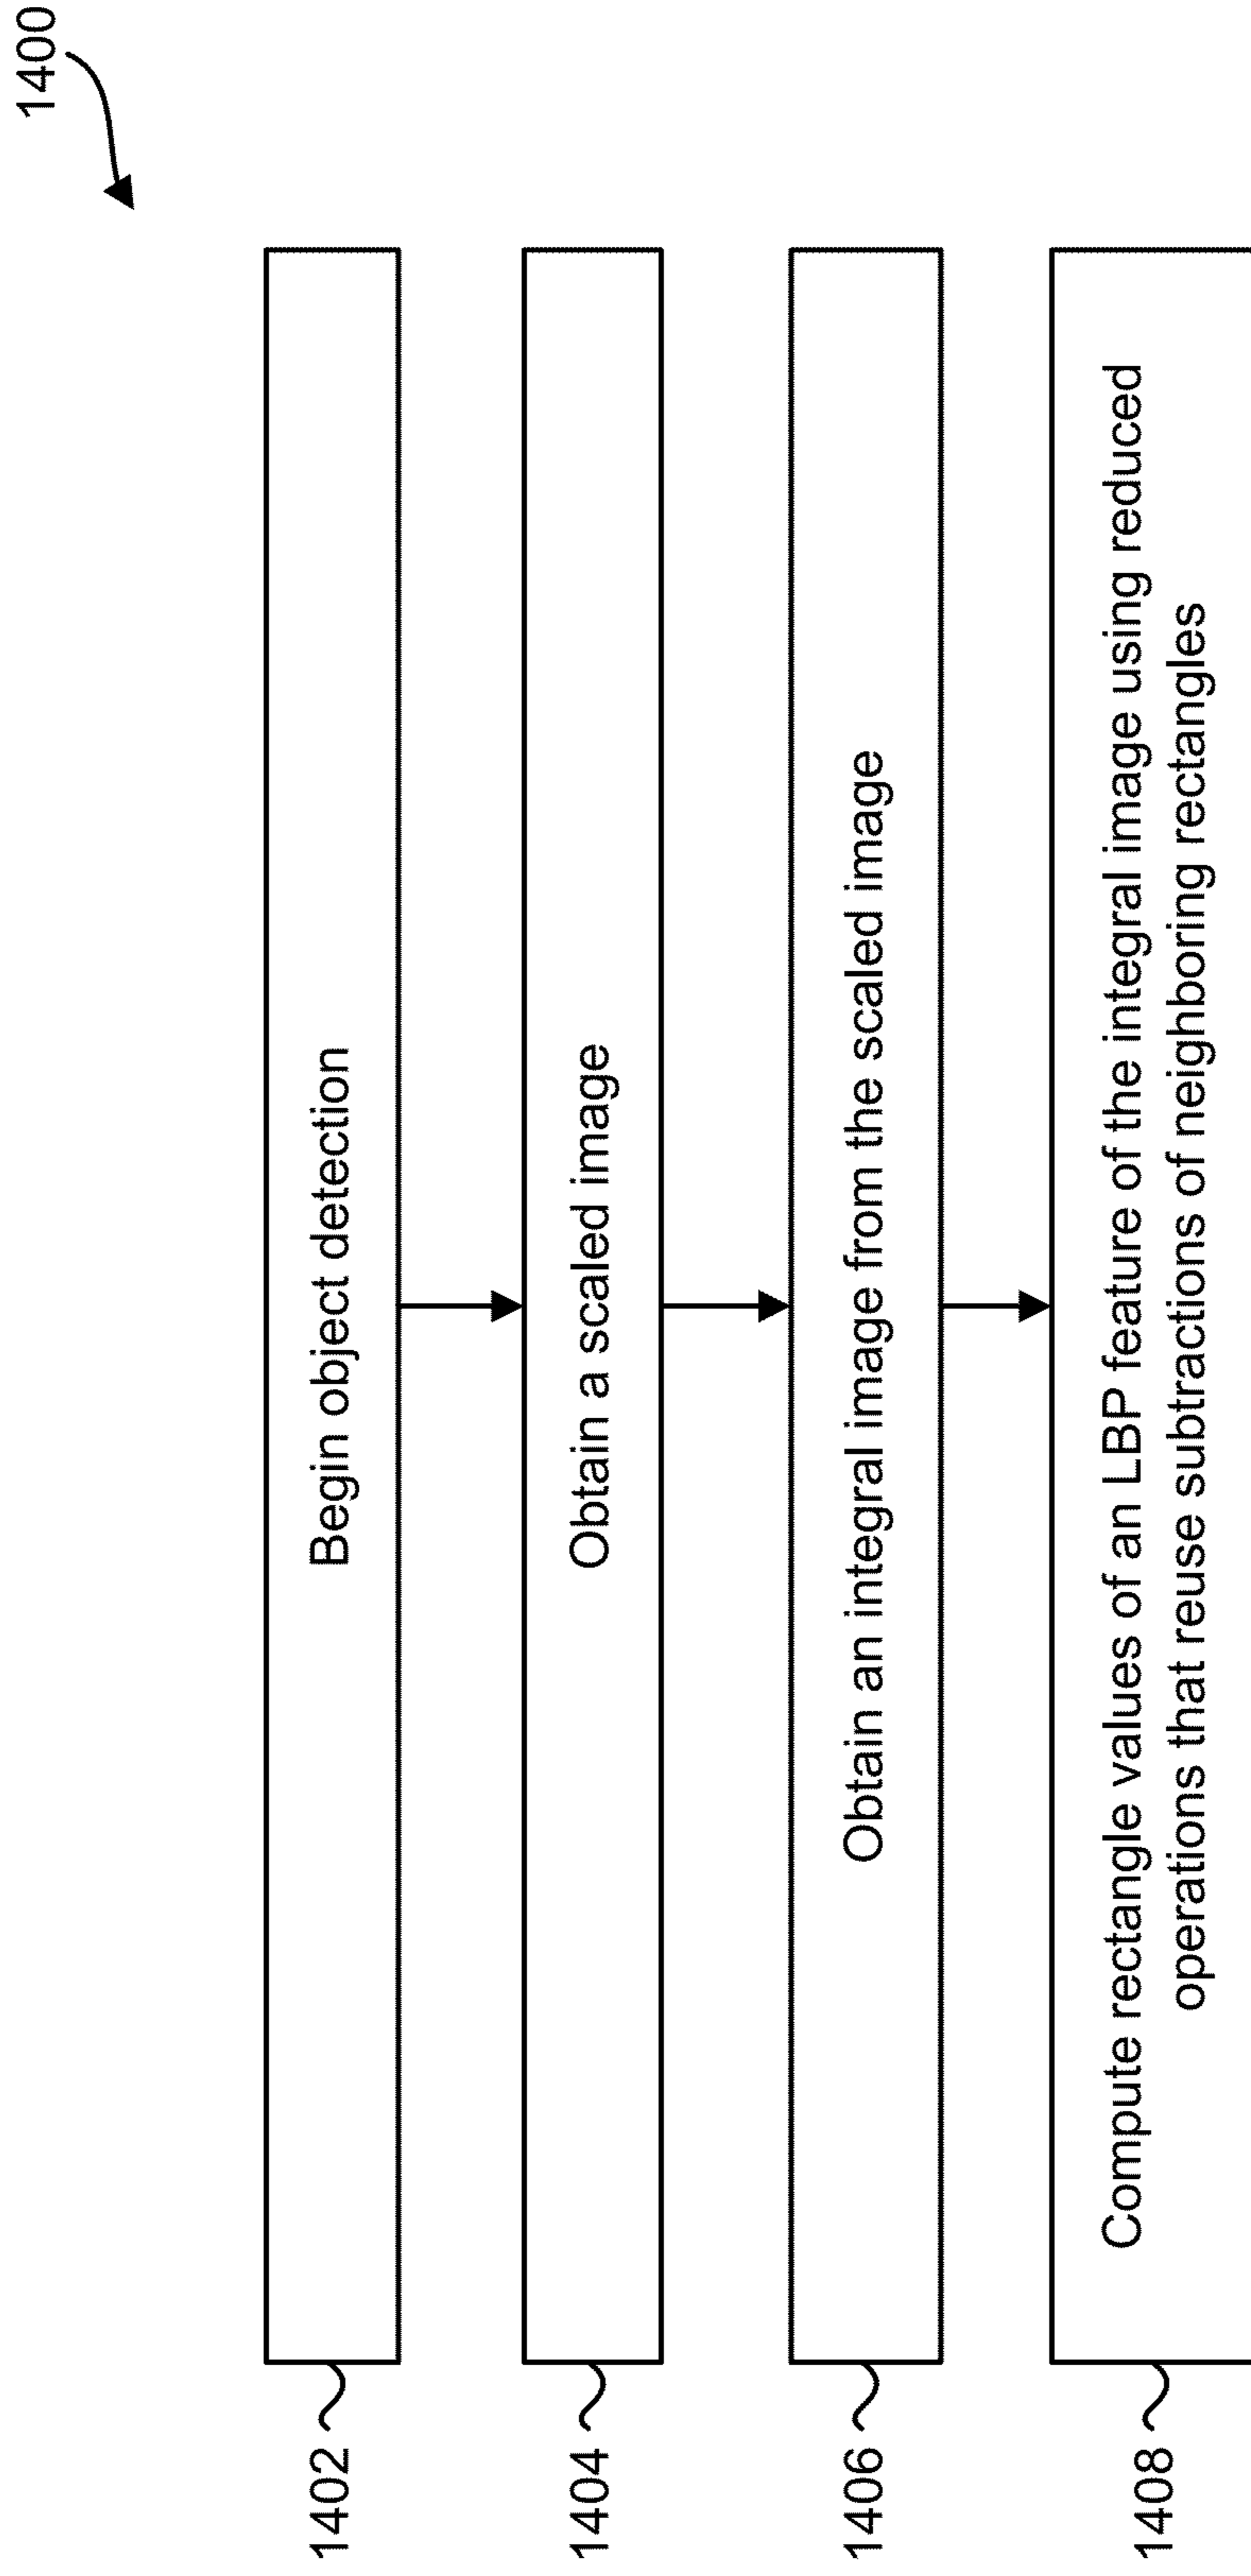 1400
1402
Begin object detection
1404
Obtain a scaled image
1406
Obtain an integral image from the scaled image
1408
Compute rectangle values of an LBP feature of the integral image using reduced
operations that reuse subtractions of neighboring rectangles